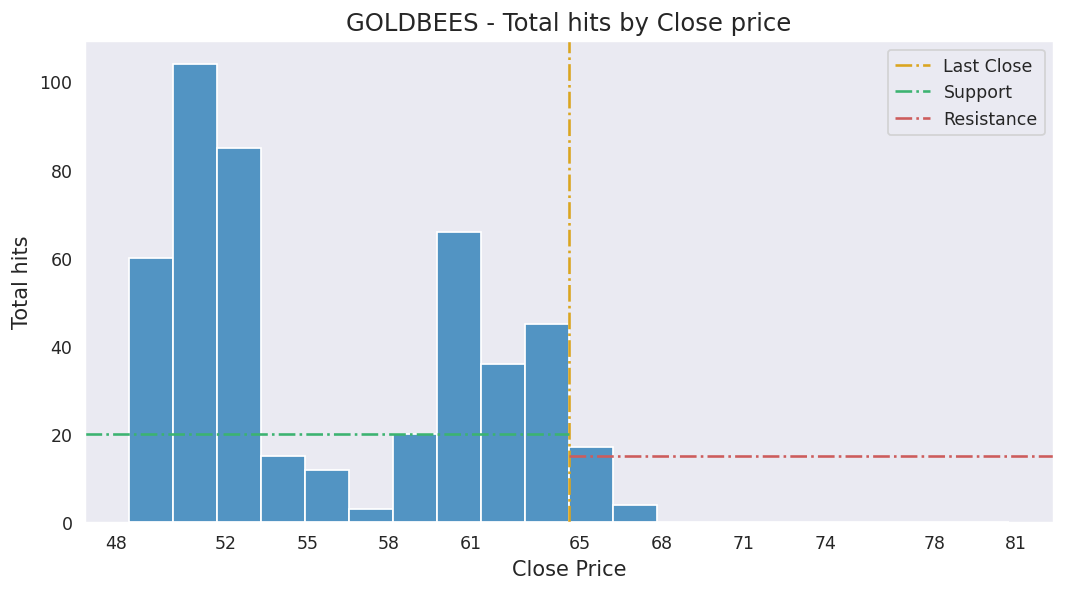 GOLDBEES - Total hits by Close price
Last Close
Support
Resistance
Total hits
100
80
60
40
20
0
48 52 55 58 61 65 68 71 74 78 81
Close Price